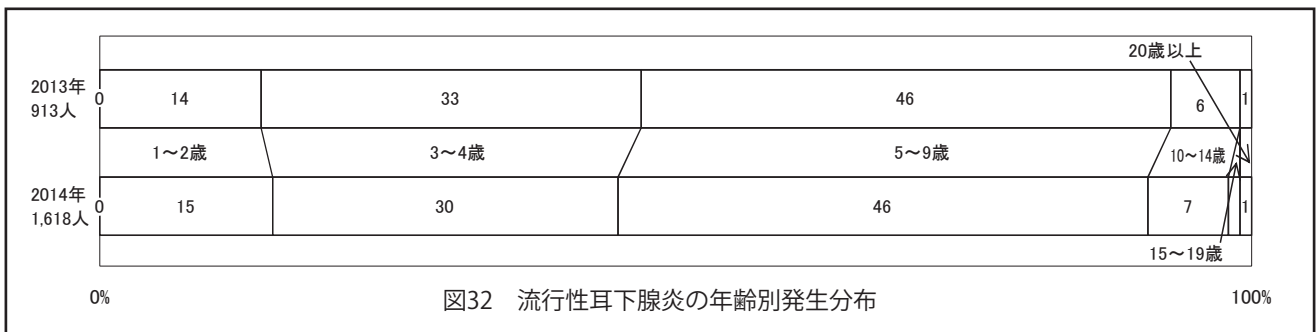 20歳以上
2013年
913人
0 14 33 46 6 1
1～2歳 3～4歳 5～9歳 10～14歳
2014年
1,618人
0 15 30 46 7 1
15～19歳
0% 100%
図32 流行性耳下腺炎の年齢別発生分布